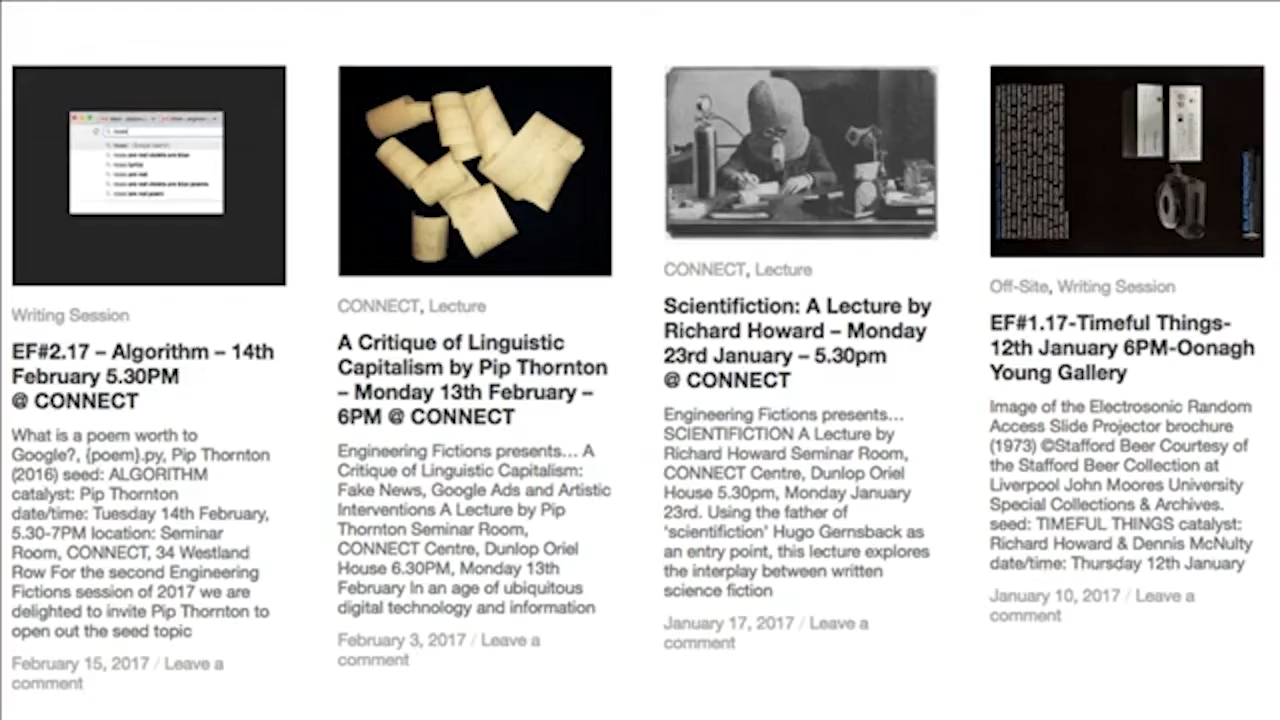 Writing Session
EF#2.17 – Algorithm – 14th
February 5.30PM
@ CONNECT
What is a poem worth to
Google?, {poem}.py, Pip Thornton
(2016) seed: ALGORITHM
catalyst: Pip Thornton
date/time: Tuesday 14th February,
5.30-7PM location: Seminar
Room, CONNECT, 34 Westland
Row For the second Engineering
Fictions session of 2017 we are
delighted to invite Pip Thornton to
open out the seed topic
February 15, 2017 / Leave a
comment
CONNECT, Lecture
A Critique of Linguistic
Capitalism by Pip Thornton
– Monday 13th February –
6PM @ CONNECT
Engineering Fictions presents… A
Critique of Linguistic Capitalism:
Fake News, Google Ads and Artistic
Interventions A Lecture by Pip
Thornton Seminar Room,
CONNECT Centre, Dunlop Oriel
House 6.30PM, Monday 13th
February In an age of ubiquitous
digital technology and information
February 3, 2017 / Leave a
comment
CONNECT, Lecture
Scientifiction: A Lecture by
Richard Howard – Monday
23rd January – 5.30pm
@ CONNECT
Engineering Fictions presents…
SCIENTIFICTION A Lecture by
Richard Howard Seminar Room,
CONNECT Centre, Dunlop Oriel
House 5.30pm, Monday January
23rd. Using the father of
‘scientifiction’ Hugo Gernsback as
an entry point, this lecture explores
the interplay between written
science fiction
January 17, 2017 / Leave a
comment
Off-Site, Writing Session
EF#1.17-Timeful Things-
12th January 6PM-Oonagh
Young Gallery
Image of the Electrosonic Random
Access Slide Projector brochure
(1973) ©Stafford Beer Courtesy of
the Stafford Beer Collection at
Liverpool John Moores University
Special Collections & Archives.
seed: TIMEFUL THINGS catalyst:
Richard Howard & Dennis McNulty
date/time: Thursday 12th January
January 10, 2017 / Leave a
comment